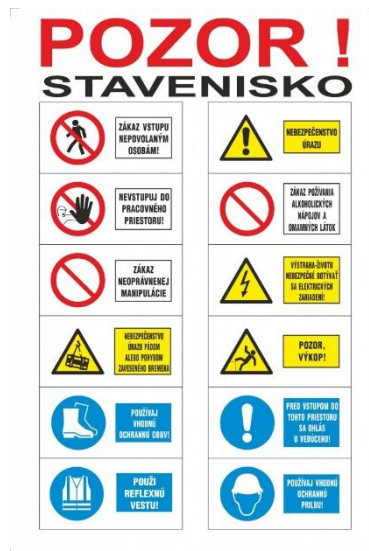 POZOR !
STAVENISKO
ZÁKAZ VSTUPU
NEPOVOLANÝM
OSOBÁM!
NEBEZPEČENSTVO
ÚRAZU
NEVSTUPUJ DO
PRACOVNÉHO
PRIESTORU!
ZÁKAZ POŽÍVANIA
ALKOHOLICKÝCH
NÁPOJOV A
OMAMNÝCH LÁTOK
ZÁKAZ
NEOPRÁVNENEJ
MANIPULÁCIE
VÝSTRAHA-ŽIVOTU
NEBEZPEČNÉ DOTÝKAŤ
SA ELEKTRICKÝCH
ZARIADENÍ!
NEBEZPEČENSTVO
ÚRAZU PÁDOM
ALEBO POHYBOM
ZAVESENÉHO BREMENA
POZOR,
VÝKOP!
POUŽÍVAJ
VHODNÚ
OCHRANNÚ OBUV!
PRED VSTUPOM DO
TOHTO PRIESTORU
SA OHLÁS
U VEDÚCEHO!
POUŽI
REFLEXNÚ
VESTU!
POUŽÍVAJ VHODNÚ
OCHRANNÚ
PRILBU!